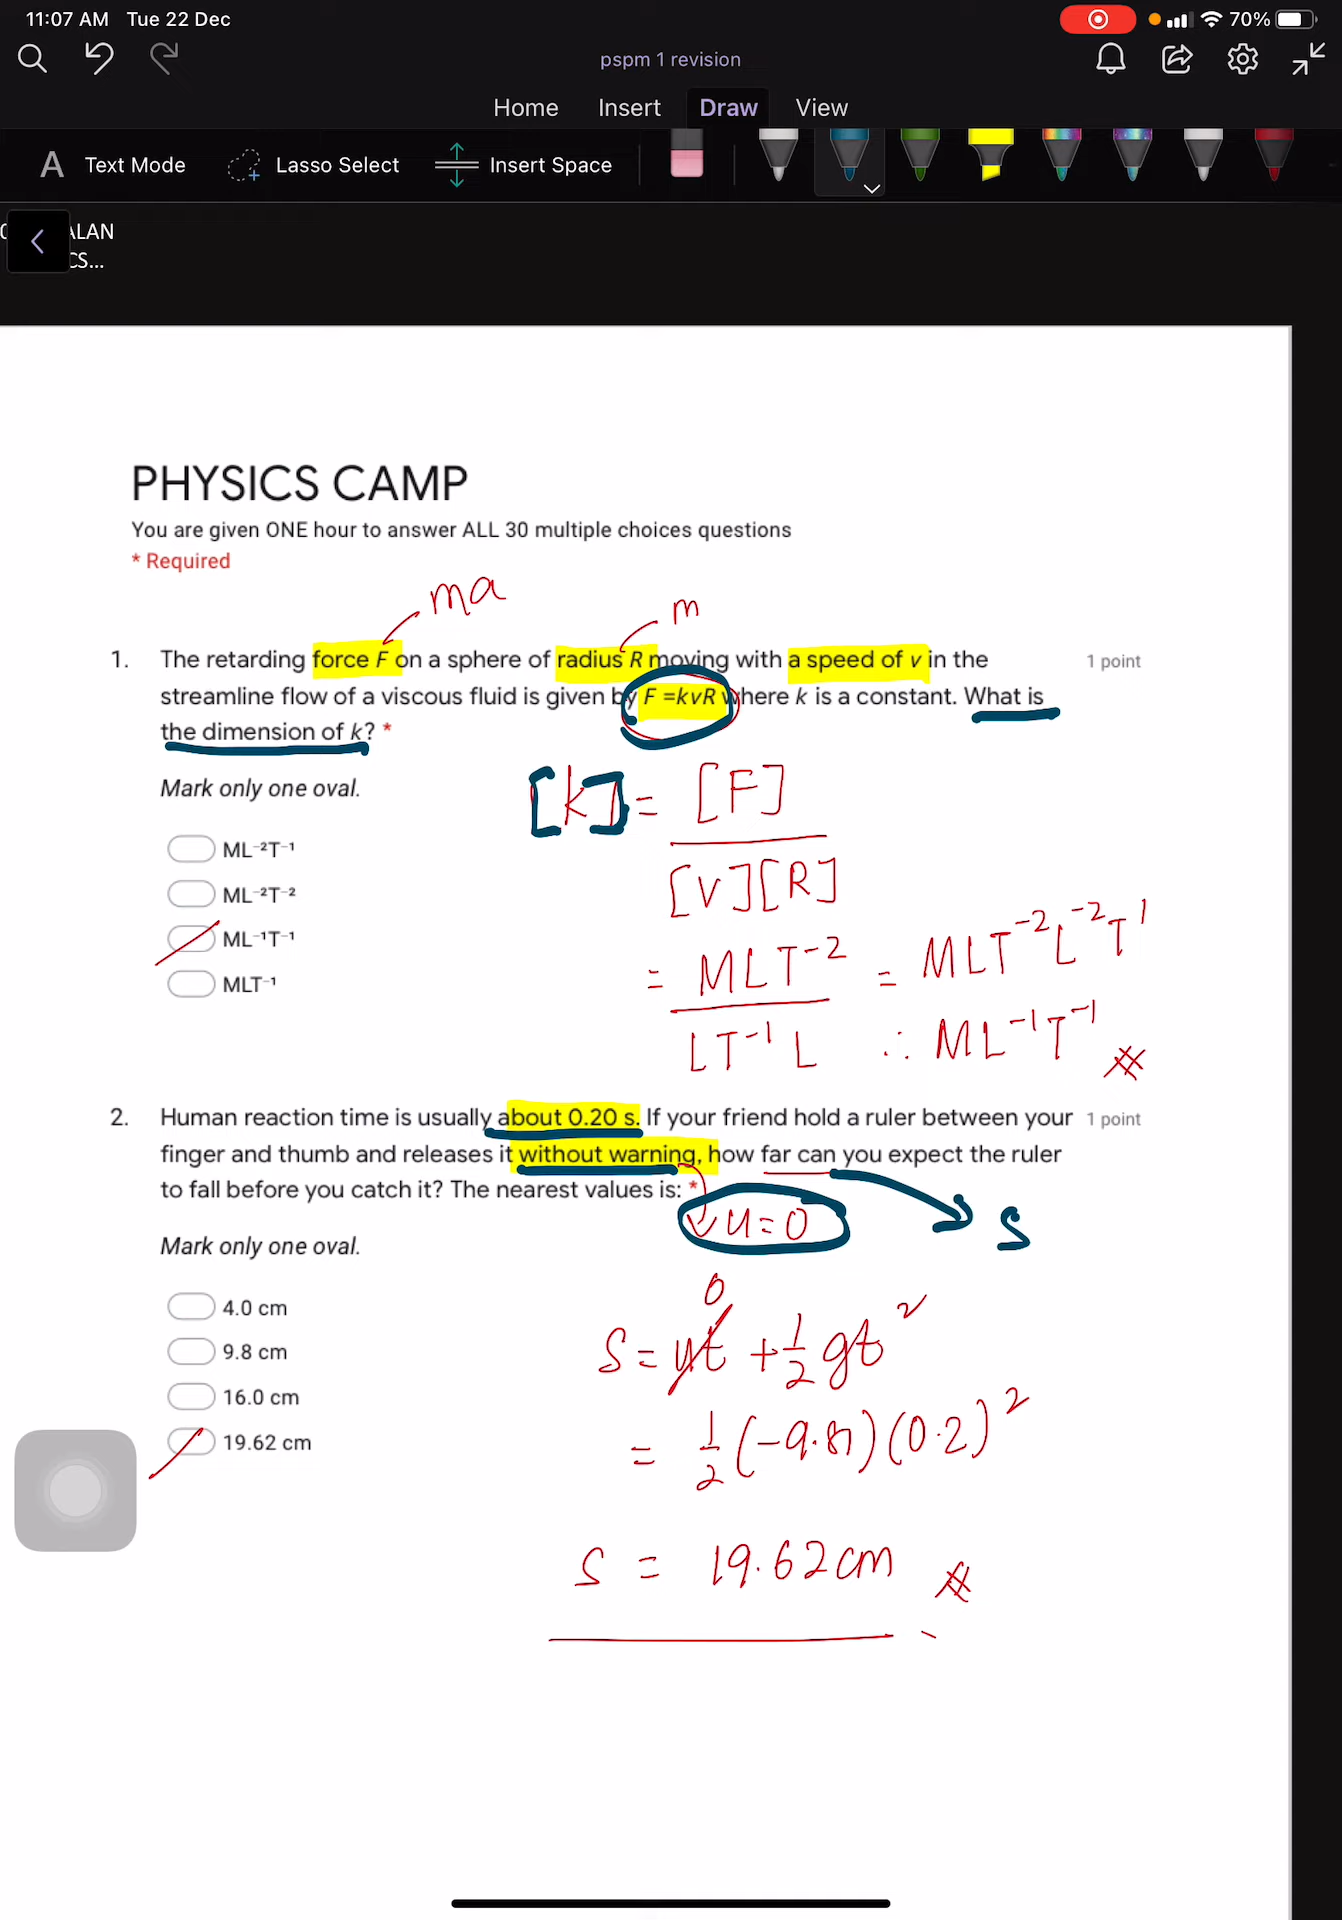 11:07 AM Tue 22 Dec
70%
pspm 1 revision
Home Insert Draw View
A Text Mode Lasso Select Insert Space
ALAN
CS...
PHYSICS CAMP
You are given ONE hour to answer ALL 30 multiple choices questions
* Required
ma
m
1. The retarding force F on a sphere of radius R moving with a speed of v in the 1 point
streamline flow of a viscous fluid is given by F =kvR where k is a constant. What is
the dimension of k? *
Mark only one oval.
[k] = [F]
[V][R]
ML⁻²T⁻¹
ML⁻²T⁻²
ML⁻¹T⁻¹
MLT⁻¹
= MLT⁻² = MLT⁻²L⁻²T¹
LT⁻¹L ∴ ML⁻¹T⁻¹
2. Human reaction time is usually about 0.20 s. If your friend hold a ruler between your 1 point
finger and thumb and releases it without warning, how far can you expect the ruler
to fall before you catch it? The nearest values is: *
u=0
S
Mark only one oval.
4.0 cm
9.8 cm
16.0 cm
19.62 cm
0
S = ut + ½ gt²
= ½ (-9.81)(0.2)²
S = 19.62 cm